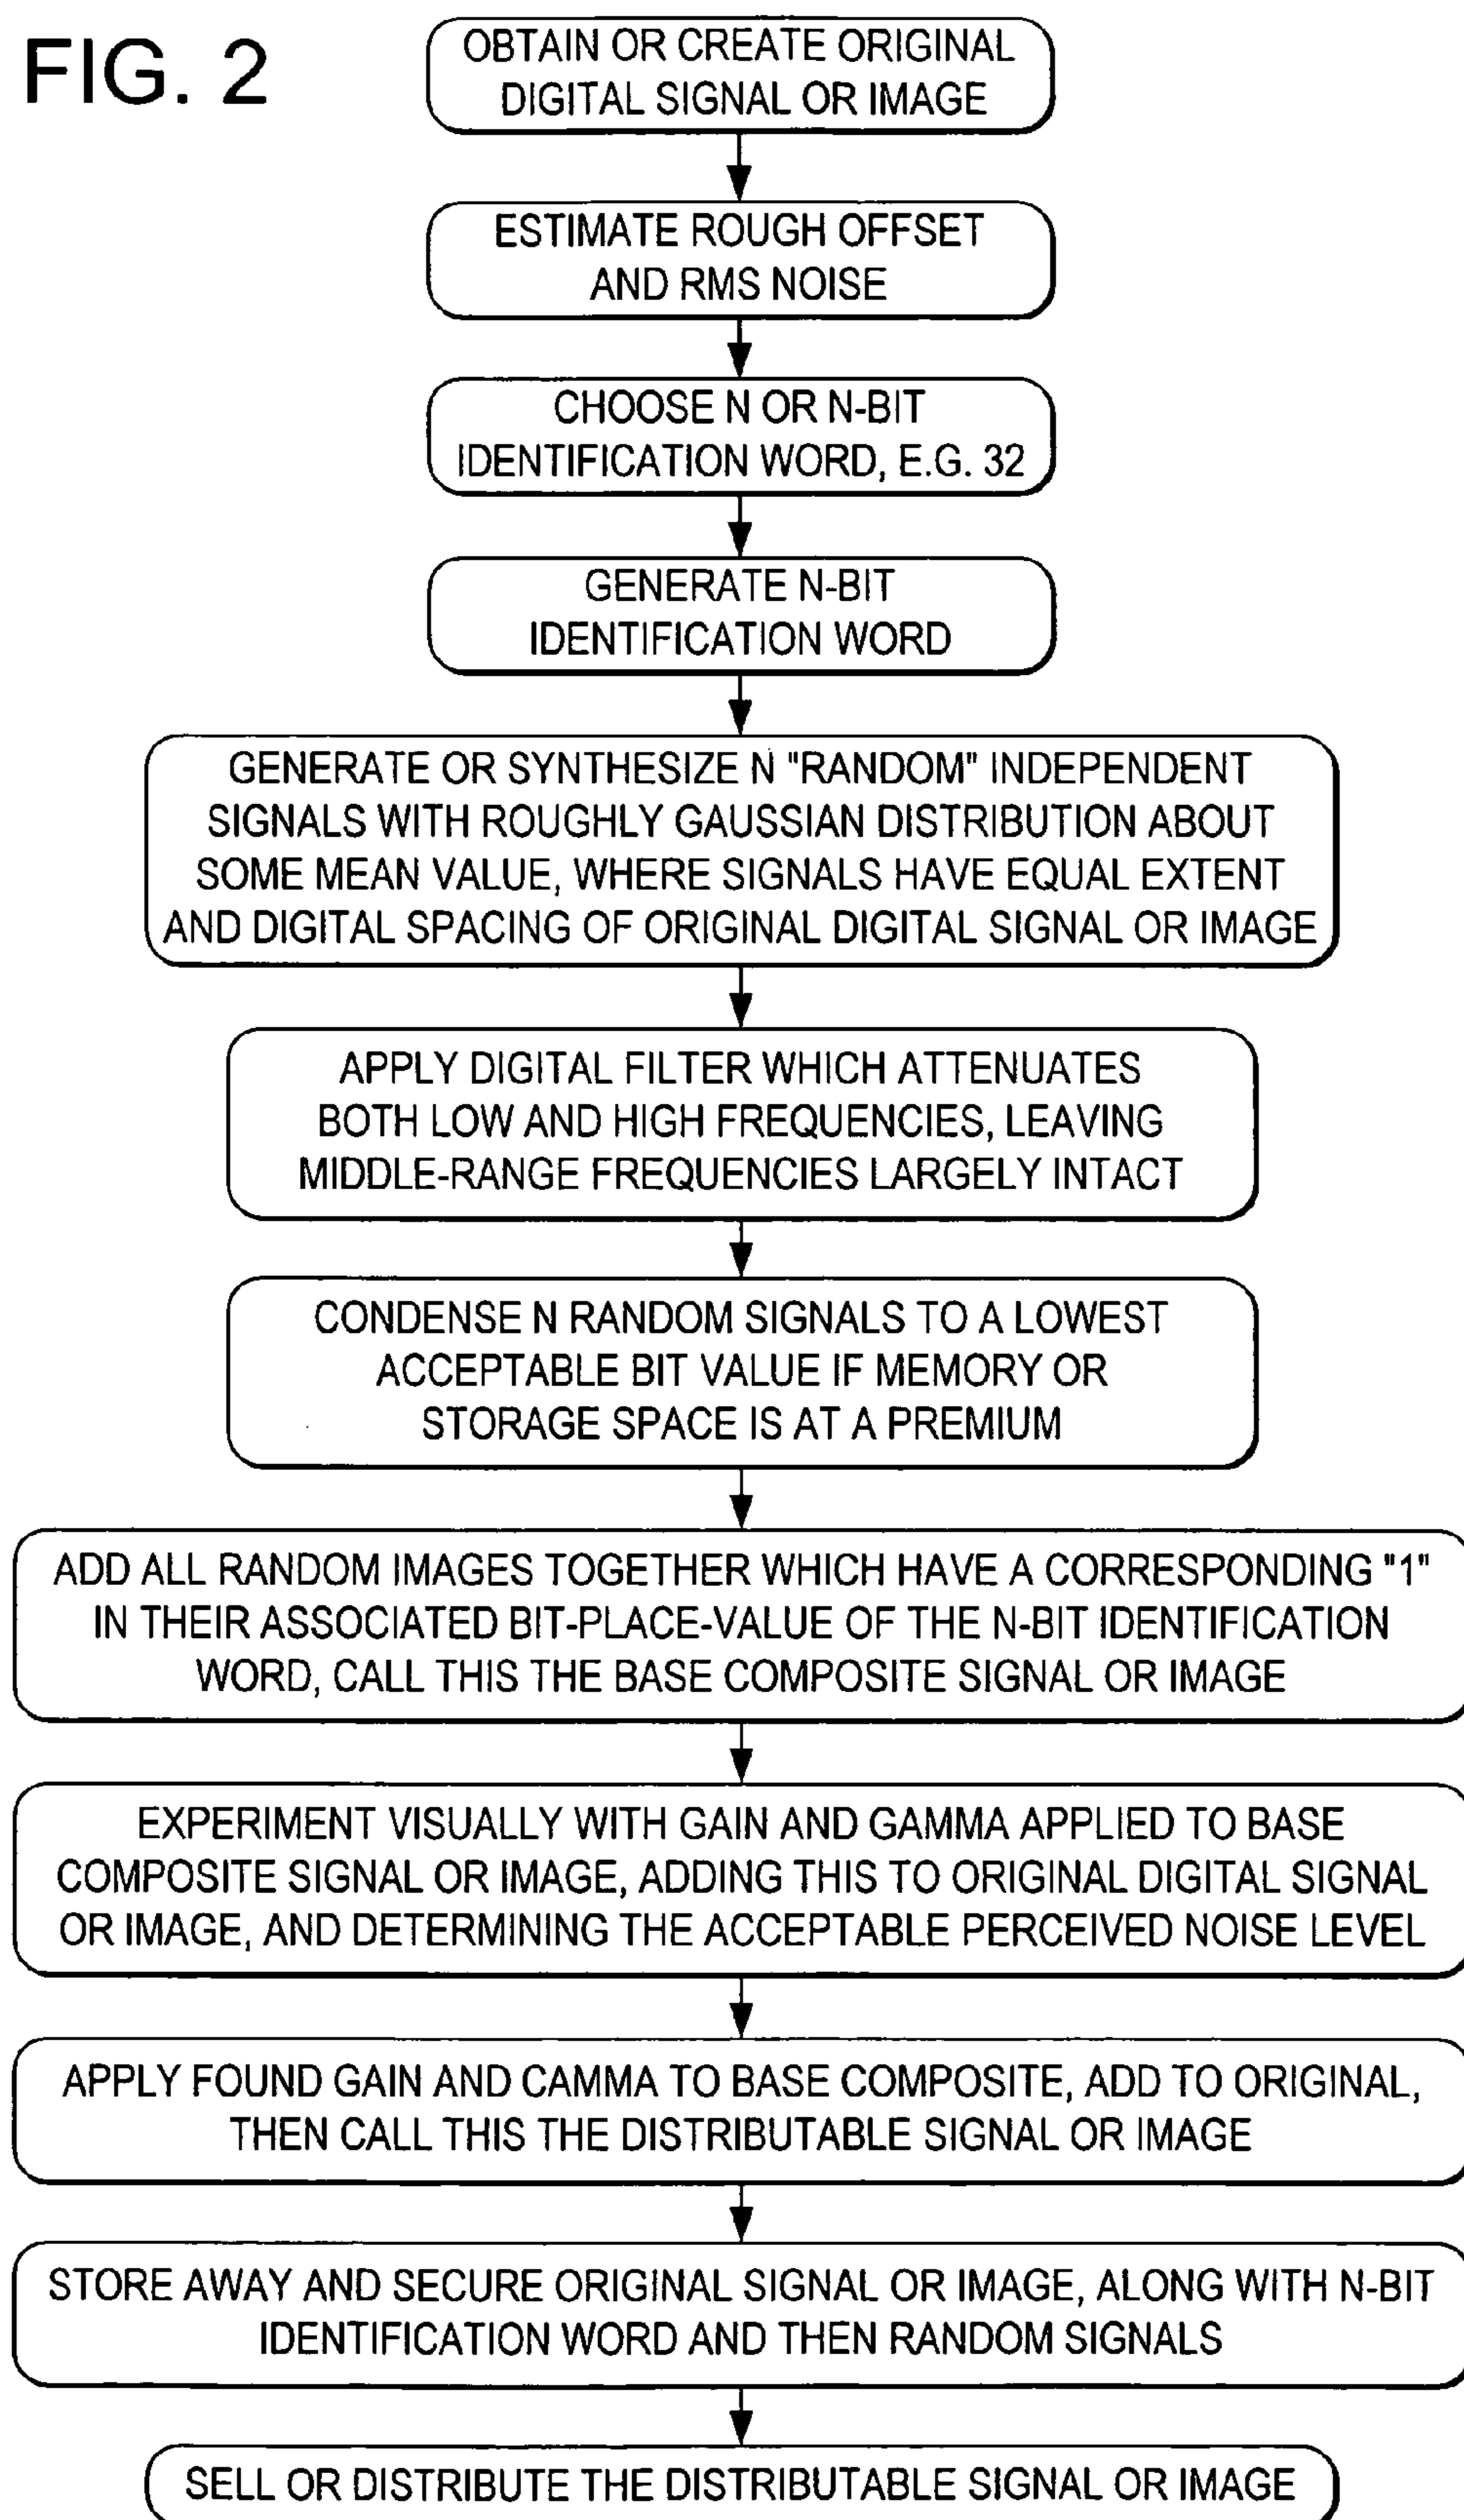 FIG. 2
OBTAIN OR CREATE ORIGINAL
DIGITAL SIGNAL OR IMAGE
ESTIMATE ROUGH OFFSET
AND RMS NOISE
CHOOSE N OR N-BIT
IDENTIFICATION WORD, E.G. 32
GENERATE N-BIT
IDENTIFICATION WORD
GENERATE OR SYNTHESIZE N "RANDOM" INDEPENDENT
SIGNALS WITH ROUGHLY GAUSSIAN DISTRIBUTION ABOUT
SOME MEAN VALUE, WHERE SIGNALS HAVE EQUAL EXTENT
AND DIGITAL SPACING OF ORIGINAL DIGITAL SIGNAL OR IMAGE
APPLY DIGITAL FILTER WHICH ATTENUATES
BOTH LOW AND HIGH FREQUENCIES, LEAVING
MIDDLE-RANGE FREQUENCIES LARGELY INTACT
CONDENSE N RANDOM SIGNALS TO A LOWEST
ACCEPTABLE BIT VALUE IF MEMORY OR
STORAGE SPACE IS AT A PREMIUM
ADD ALL RANDOM IMAGES TOGETHER WHICH HAVE A CORRESPONDING "1"
IN THEIR ASSOCIATED BIT-PLACE-VALUE OF THE N-BIT IDENTIFICATION
WORD, CALL THIS THE BASE COMPOSITE SIGNAL OR IMAGE
EXPERIMENT VISUALLY WITH GAIN AND GAMMA APPLIED TO BASE
COMPOSITE SIGNAL OR IMAGE, ADDING THIS TO ORIGINAL DIGITAL SIGNAL
OR IMAGE, AND DETERMINING THE ACCEPTABLE PERCEIVED NOISE LEVEL
APPLY FOUND GAIN AND CAMMA TO BASE COMPOSITE, ADD TO ORIGINAL,
THEN CALL THIS THE DISTRIBUTABLE SIGNAL OR IMAGE
STORE AWAY AND SECURE ORIGINAL SIGNAL OR IMAGE, ALONG WITH N-BIT
IDENTIFICATION WORD AND THEN RANDOM SIGNALS
SELL OR DISTRIBUTE THE DISTRIBUTABLE SIGNAL OR IMAGE